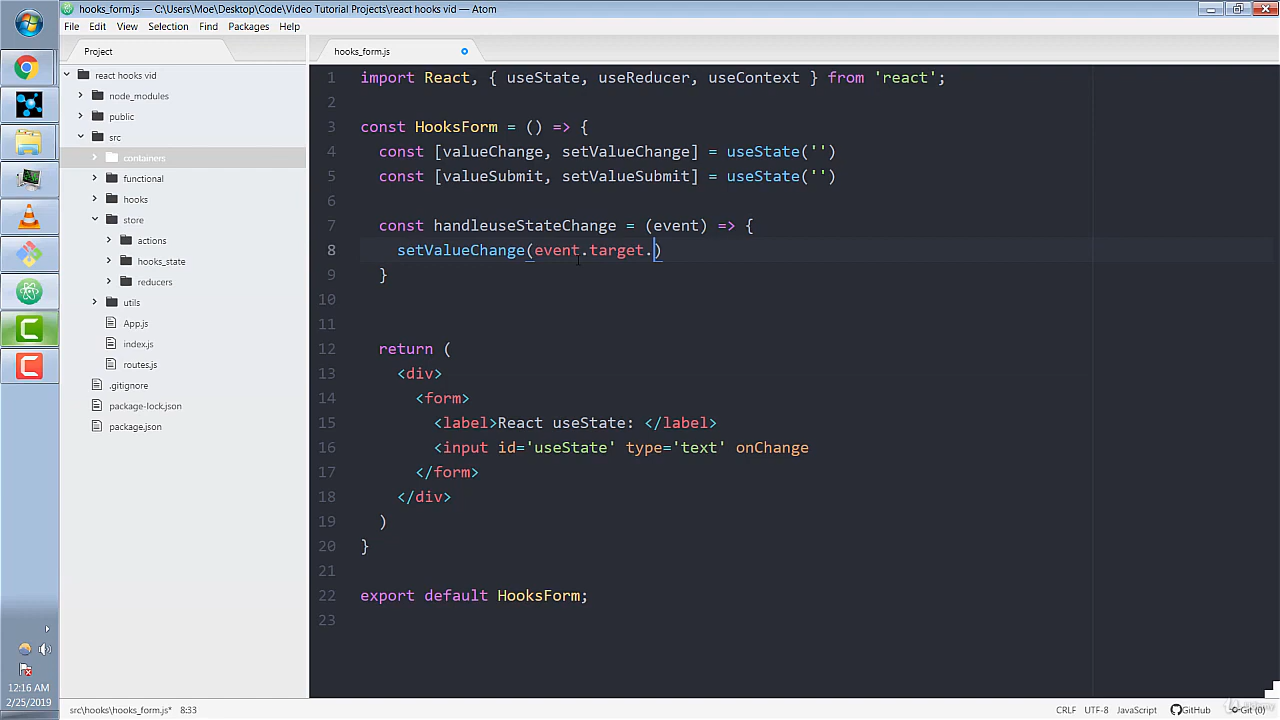 hooks_form.js — C:\Users\Moe\Desktop\Code\Video Tutorial Projects\react hooks vid — Atom
File Edit View Selection Find Packages Help
Project
hooks_form.js
react hooks vid
node_modules
public
src
containers
functional
hooks
store
actions
hooks_state
reducers
utils
App.js
index.js
routes.js
.gitignore
package-lock.json
package.json
1 import React, { useState, useReducer, useContext } from 'react';
2
3 const HooksForm = () => {
4 const [valueChange, setValueChange] = useState('')
5 const [valueSubmit, setValueSubmit] = useState('')
6
7 const handleuseStateChange = (event) => {
8 setValueChange(event.target.)
9 }
10
11
12 return (
13 <div>
14 <form>
15 <label>React useState: </label>
16 <input id='useState' type='text' onChange
17 </form>
18 </div>
19 )
20 }
21
22 export default HooksForm;
23
12:16 AM
2/25/2019
src\hooks\hooks_form.js* 8:33
CRLF UTF-8 JavaScript GitHub Git (0)